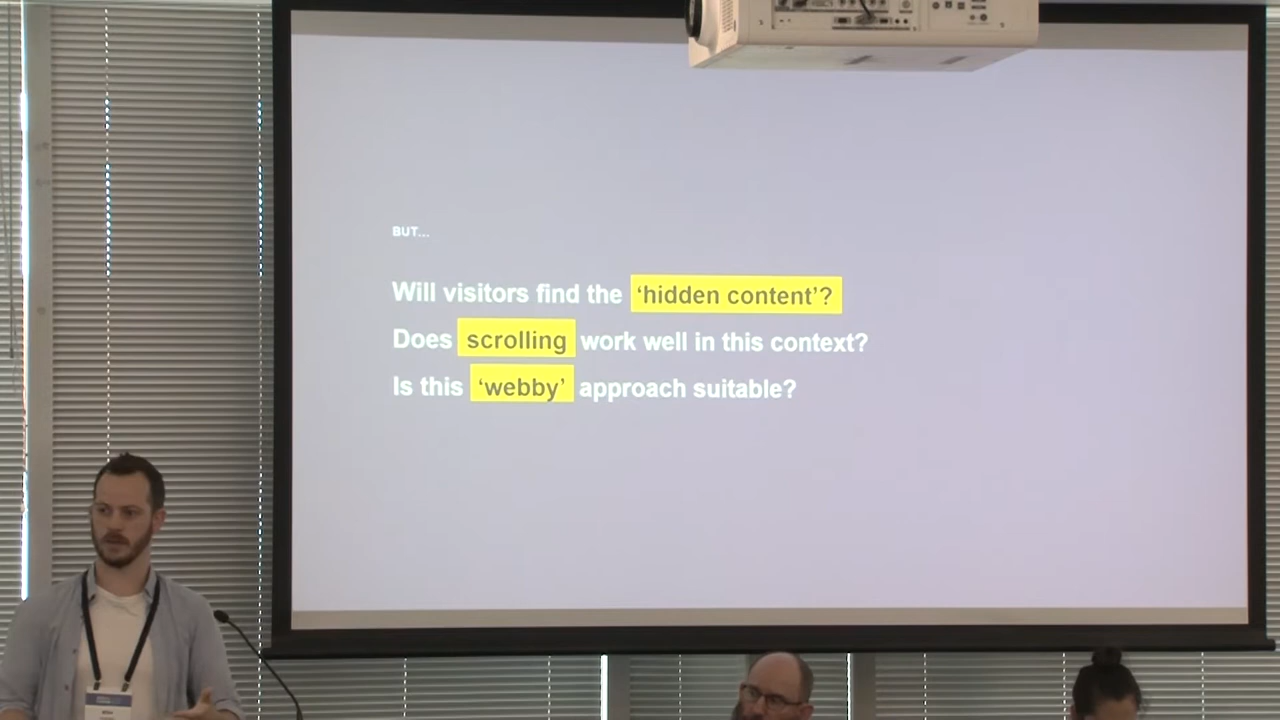 BUT...
Will visitors find the ‘hidden content’?
Does scrolling work well in this context?
Is this ‘webby’ approach suitable?